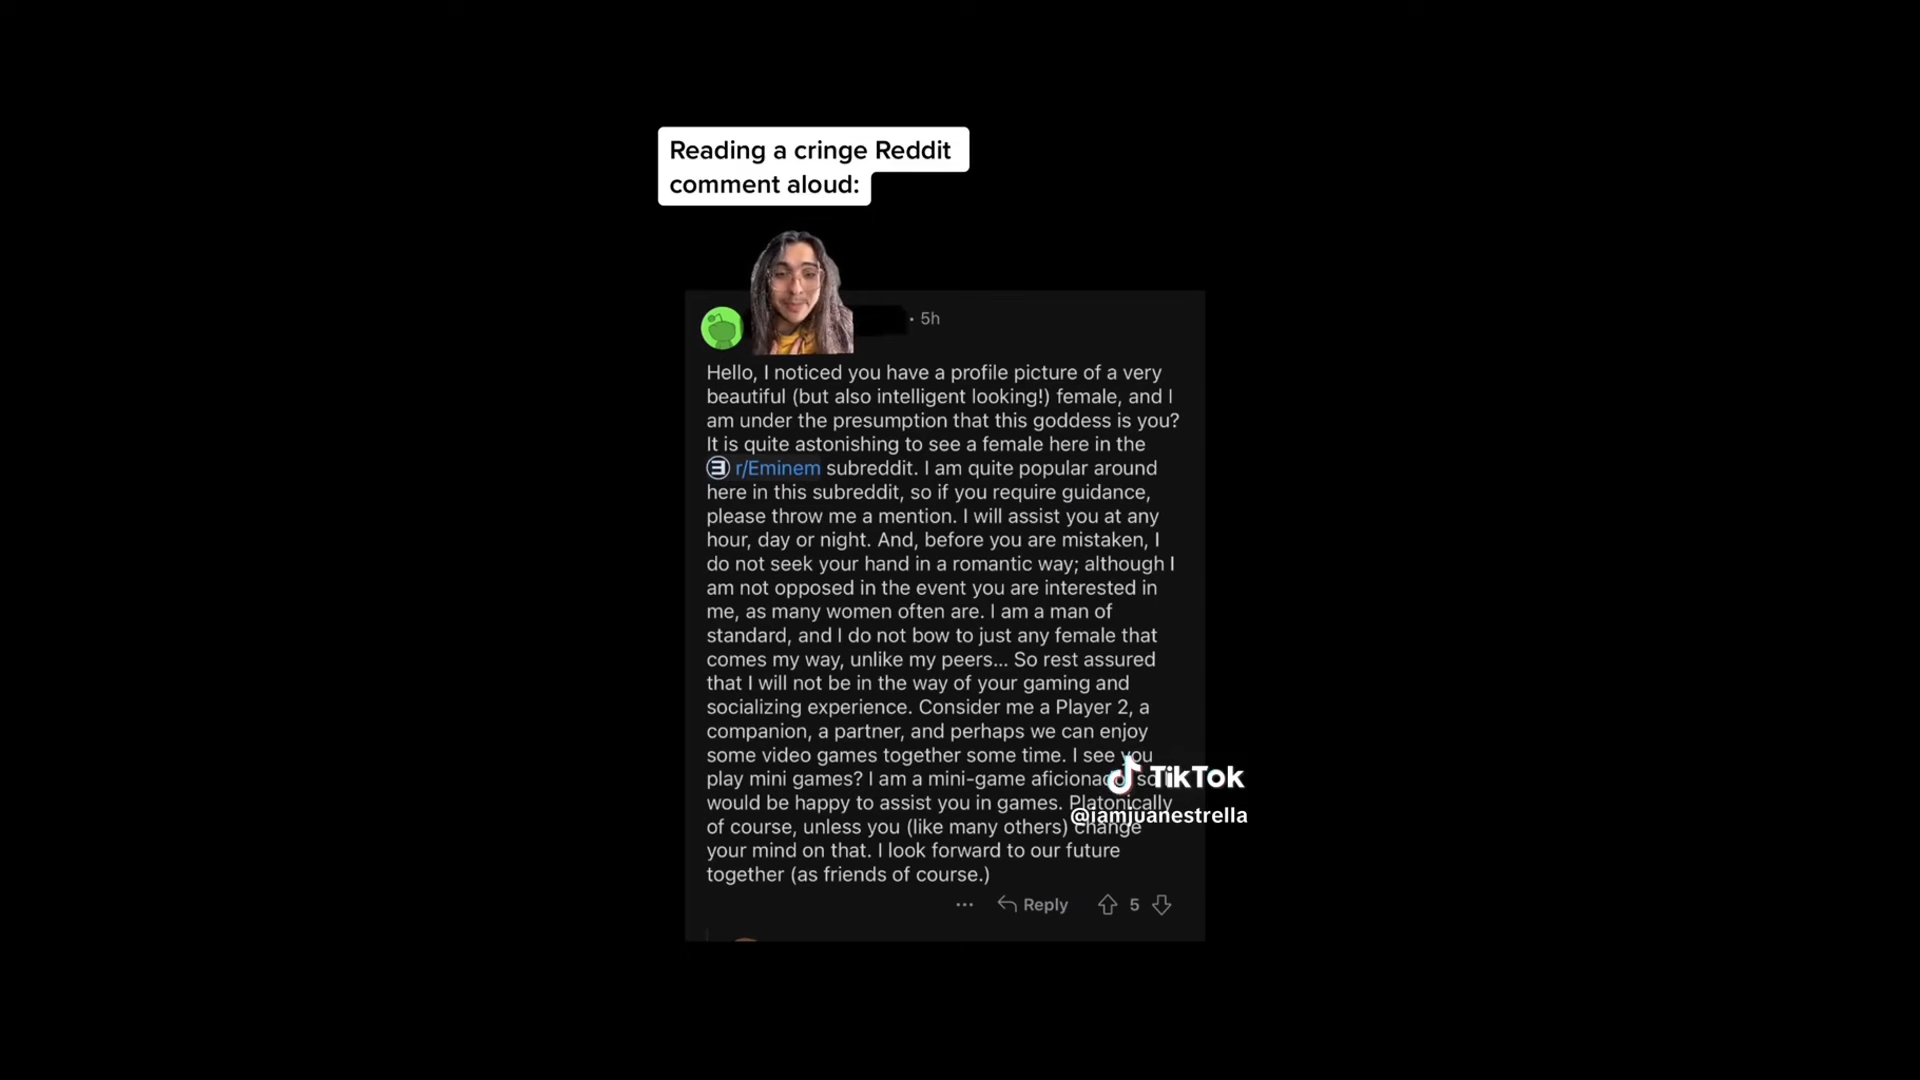 Reading a cringe Reddit
comment aloud:
• 5h
Hello, I noticed you have a profile picture of a very
beautiful (but also intelligent looking!) female, and I
am under the presumption that this goddess is you?
It is quite astonishing to see a female here in the
r/Eminem subreddit. I am quite popular around
here in this subreddit, so if you require guidance,
please throw me a mention. I will assist you at any
hour, day or night. And, before you are mistaken, I
do not seek your hand in a romantic way; although I
am not opposed in the event you are interested in
me, as many women often are. I am a man of
standard, and I do not bow to just any female that
comes my way, unlike my peers... So rest assured
that I will not be in the way of your gaming and
socializing experience. Consider me a Player 2, a
companion, a partner, and perhaps we can enjoy
some video games together some time. I see you
play mini games? I am a mini-game
would be happy to assist you in games. Platonically
of course, unless you (like many others) change
your mind on that. I look forward to our future
together (as friends of course.)
... Reply 5
TikTok
@iamjuanestrella